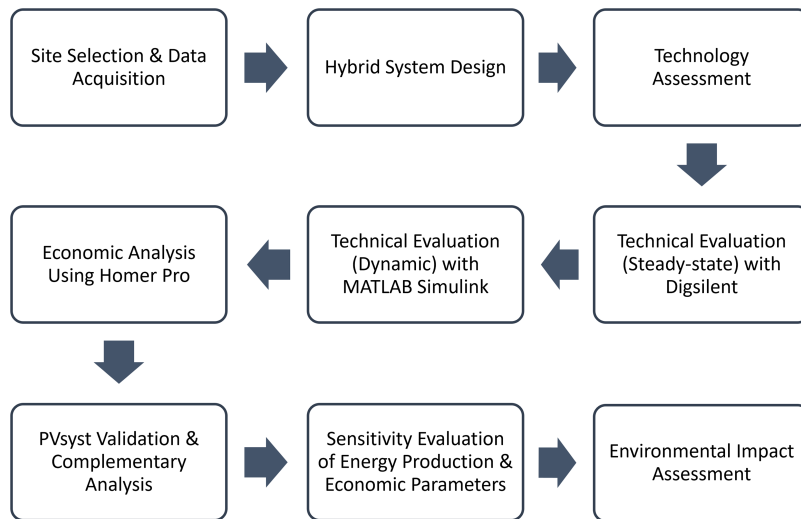 Site Selection & Data
Acquisition
Hybrid System Design
Technology
Assessment
Technical Evaluation
(Steady-state) with
Digsilent
Technical Evaluation
(Dynamic) with
MATLAB Simulink
Economic Analysis
Using Homer Pro
PVsyst Validation &
Complementary
Analysis
Sensitivity Evaluation
of Energy Production &
Economic Parameters
Environmental Impact
Assessment